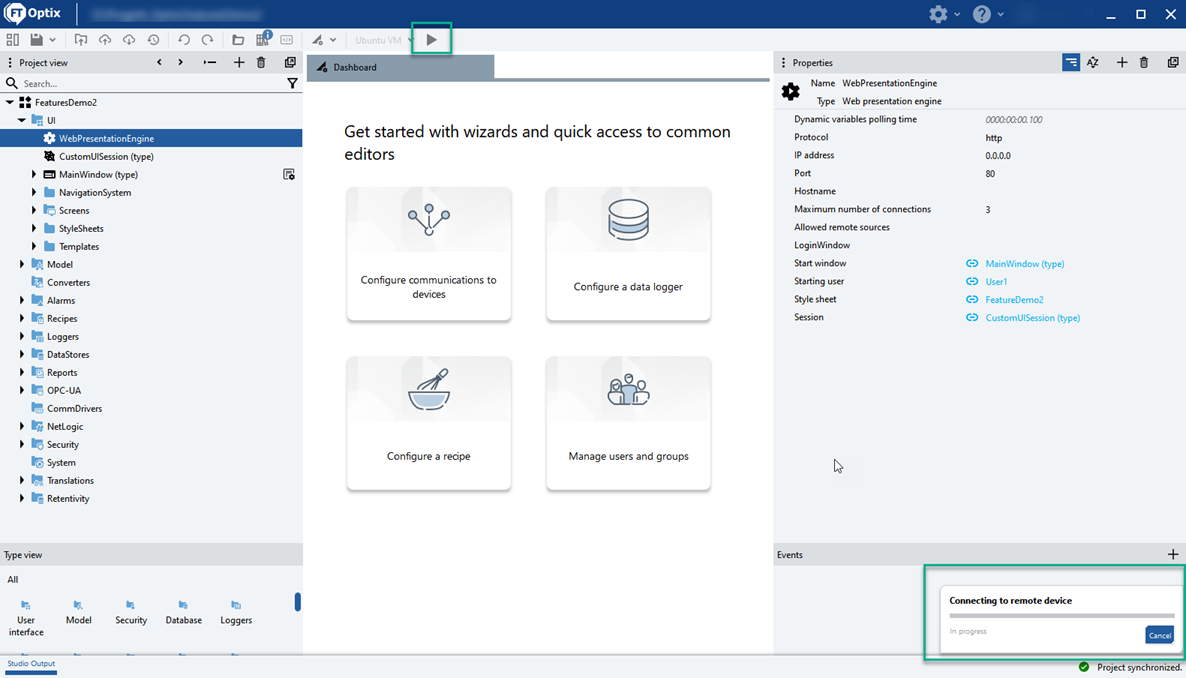 FT Optix
Ubuntu VM
Project view
Search...
FeaturesDemo2
UI
WebPresentationEngine
CustomUISession (type)
MainWindow (type)
NavigationSystem
Screens
StyleSheets
Templates
Model
Converters
Alarms
Recipes
Loggers
DataStores
Reports
OPC-UA
CommDrivers
NetLogic
Security
System
Translations
Retentivity
Type view
All
User interface
Model
Security
Database
Loggers
Studio Output
Dashboard
Get started with wizards and quick access to common
editors
Configure communications to
devices
Configure a data logger
Configure a recipe
Manage users and groups
Properties
Name WebPresentationEngine
Type Web presentation engine
Dynamic variables polling time 0000:00:00.100
Protocol http
IP address 0.0.0.0
Port 80
Hostname
Maximum number of connections 3
Allowed remote sources
LoginWindow
Start window MainWindow (type)
Starting user User1
Style sheet FeatureDemo2
Session CustomUISession (type)
Events
Connecting to remote device
In progress
Cancel
Project synchronized.